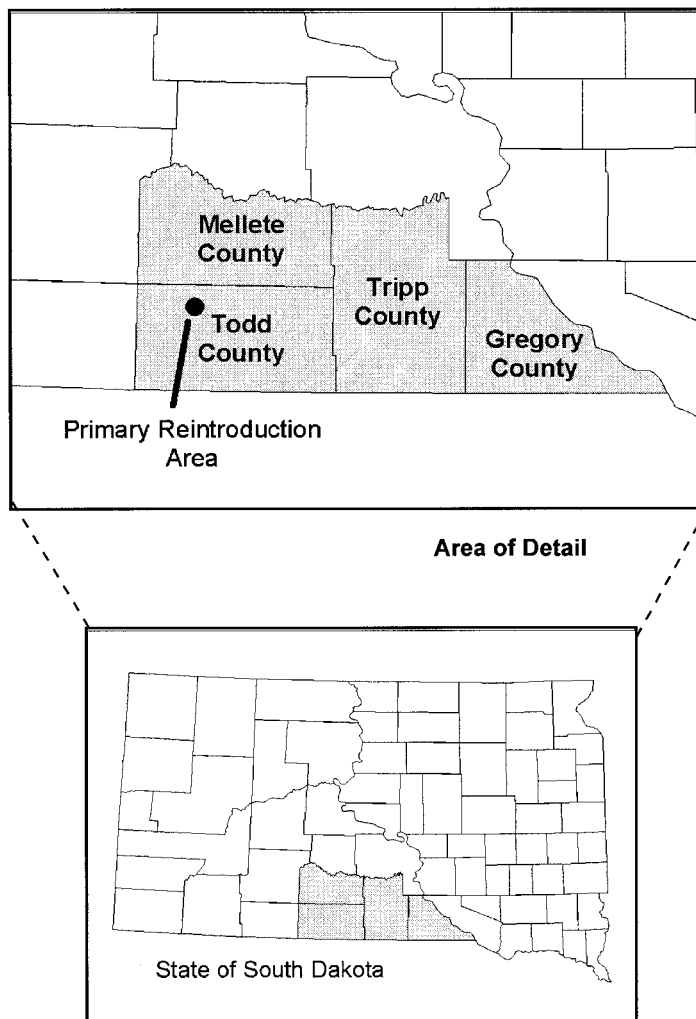 Mellete
County
Tripp
County
Todd
County
Gregory
County
Primary Reintroduction
Area
Area of Detail
State of South Dakota